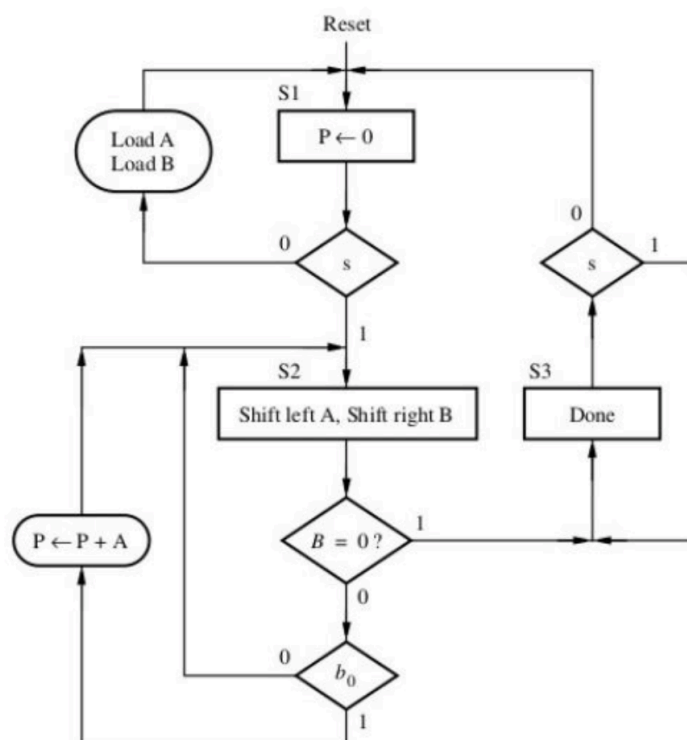 Reset
S1
Load A
Load B
P ← 0
0
s
1
0
s
1
S2
Shift left A, Shift right B
S3
Done
P ← P + A
B = 0 ?
1
0
0
b0
1